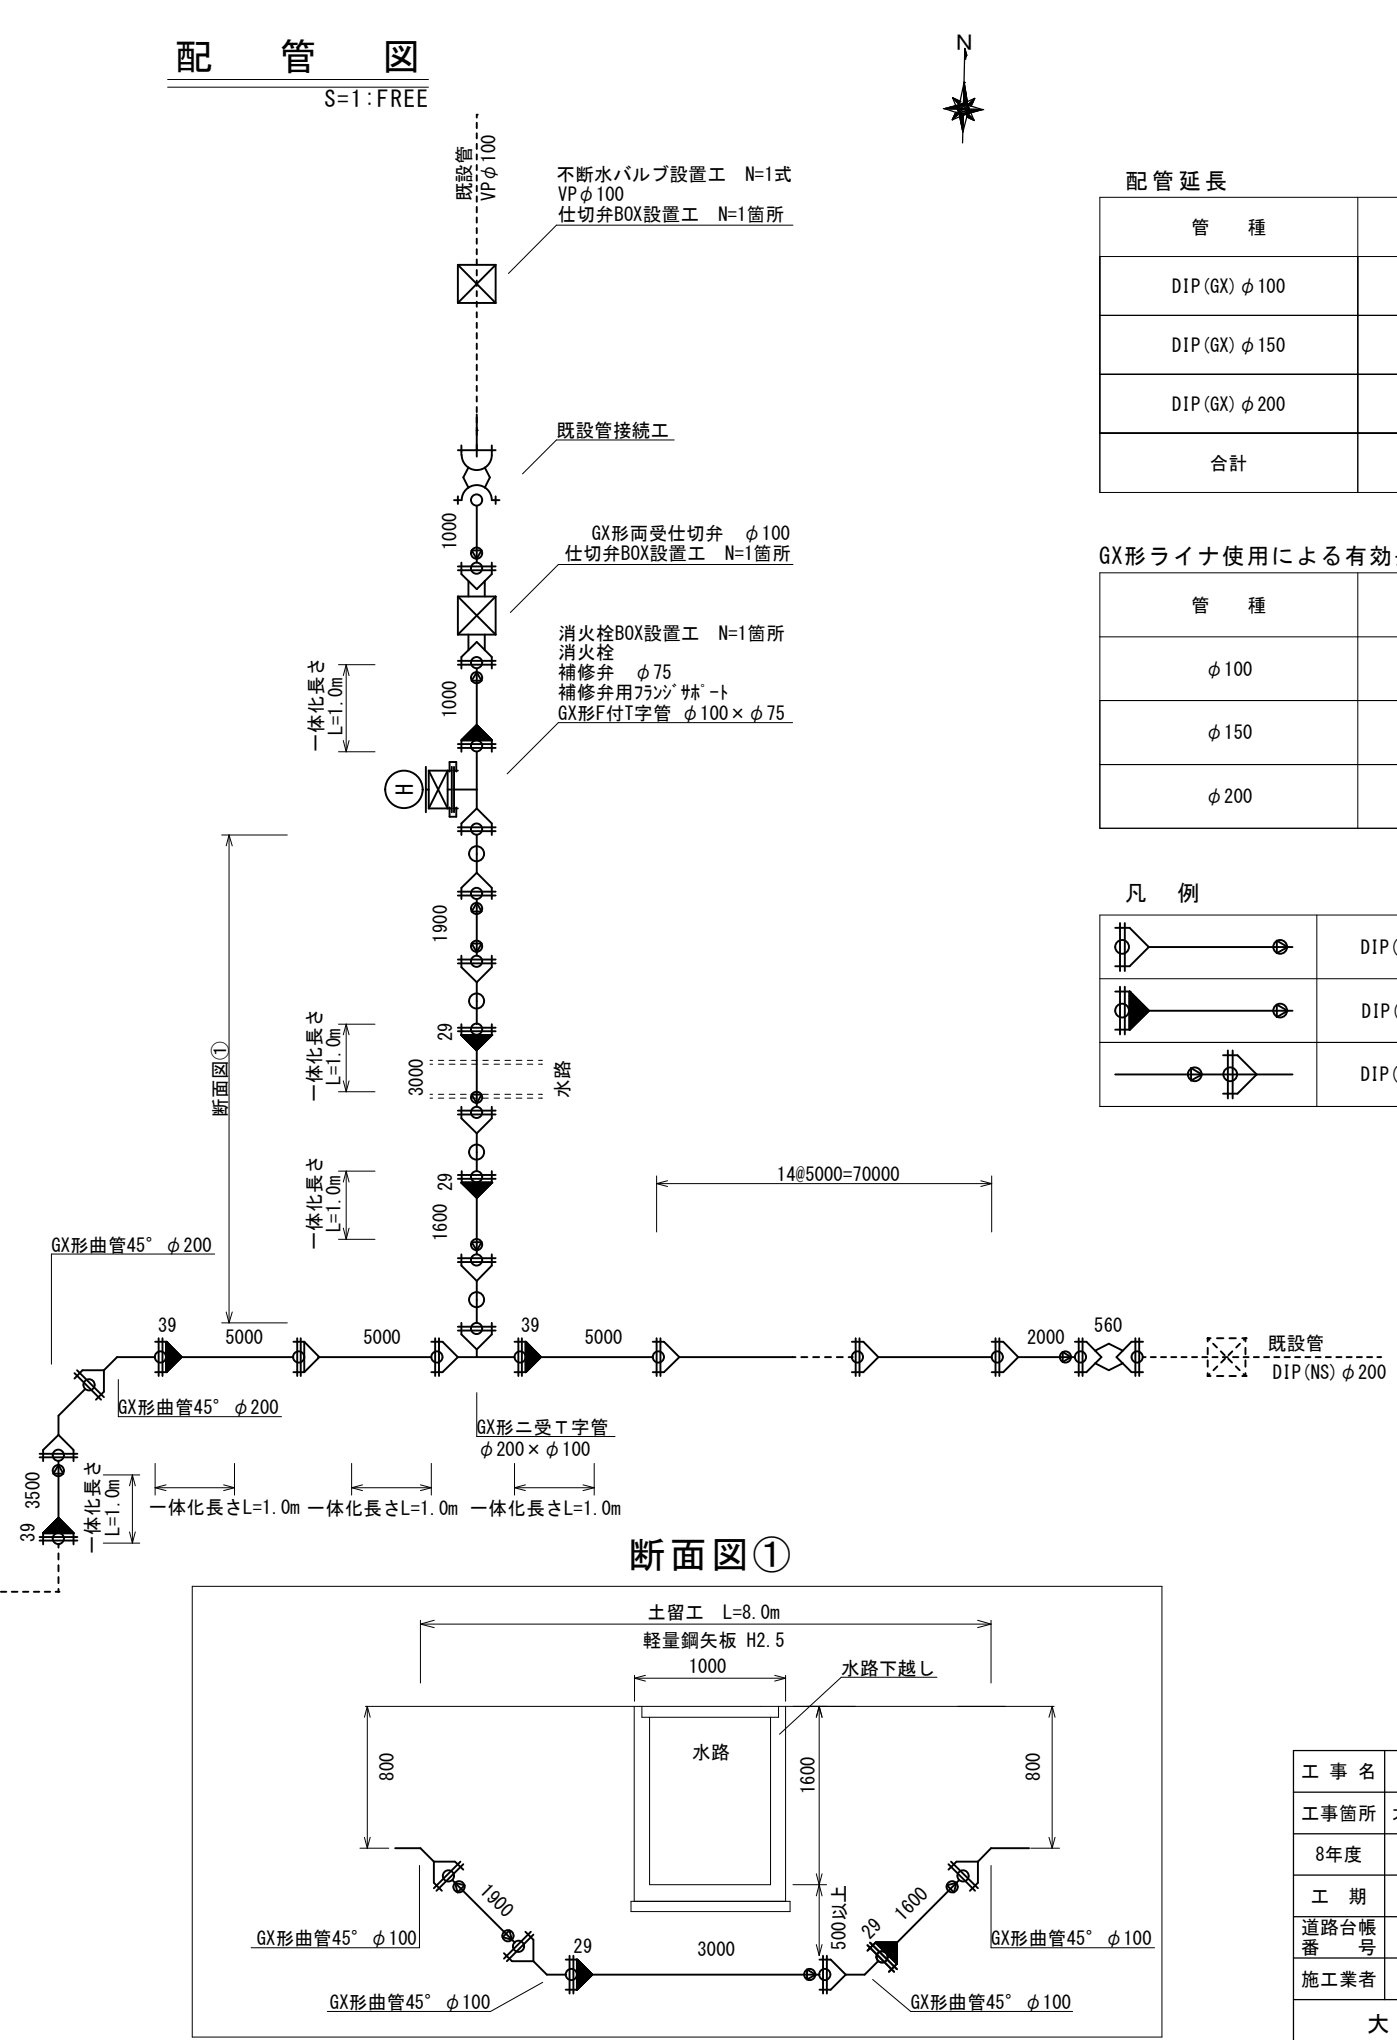 配管図
S=1:FREE
N
既設管
VPφ100
不断水バルブ設置工 N=1式
VPφ100
仕切弁BOX設置工 N=1箇所
既設管接続工
1000
GX形両受仕切弁 φ100
仕切弁BOX設置工 N=1箇所
消火栓BOX設置工 N=1箇所
消火栓
補修弁 φ75
補修弁用フランジサポート
GX形F付T字管 φ100×φ75
一体化長さ
L=1.0m
1000
H
1900
断面図①
一体化長さ
L=1.0m
29
3000
水路
一体化長さ
L=1.0m
29
1600
14@5000=70000
GX形曲管45° φ200
39
5000
5000
39
5000
2000
560
既設管
DIP(NS)φ200
GX形曲管45° φ200
GX形二受T字管
φ200×φ100
3500
39
一体化長さ
L=1.0m
一体化長さL=1.0m
一体化長さL=1.0m
一体化長さL=1.0m
配管延長
管 種
DIP(GX)φ100
DIP(GX)φ150
DIP(GX)φ200
合計
GX形ライナ使用による有効
管 種
φ100
φ150
φ200
凡 例
DIP(
DIP(
DIP(
断面図①
土留工 L=8.0m
軽量鋼矢板 H2.5
1000
水路下越し
水路
800
1600
800
500以上
1900
29
3000
29
1600
GX形曲管45° φ100
GX形曲管45° φ100
GX形曲管45° φ100
GX形曲管45° φ100
工 事 名
工事箇所
8年度
工 期
道路台帳
番 号
施工業者
大